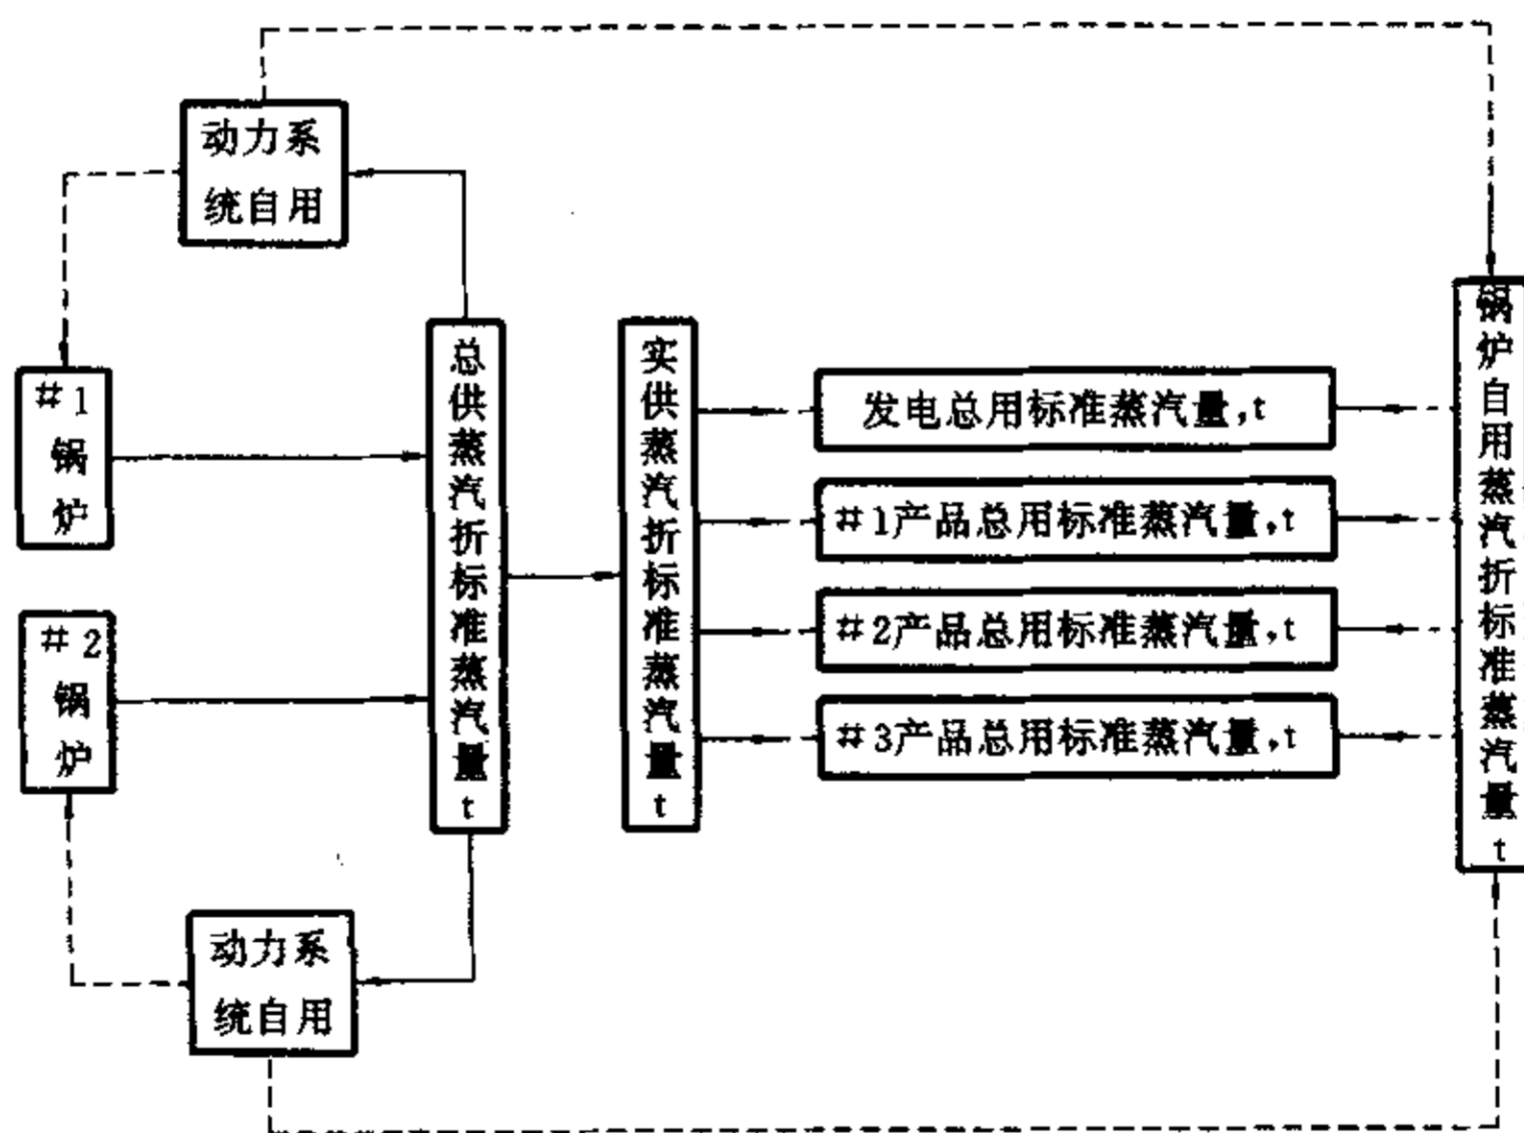 动力系
统自用
#1
锅
炉
#2
锅
炉
动力系
统自用
总供蒸汽折标准蒸汽量t
实供蒸汽折标准蒸汽量t
发电总用标准蒸汽量,t
#1产品总用标准蒸汽量,t
#2产品总用标准蒸汽量,t
#3产品总用标准蒸汽量,t
锅炉自用蒸汽折标准蒸汽量t